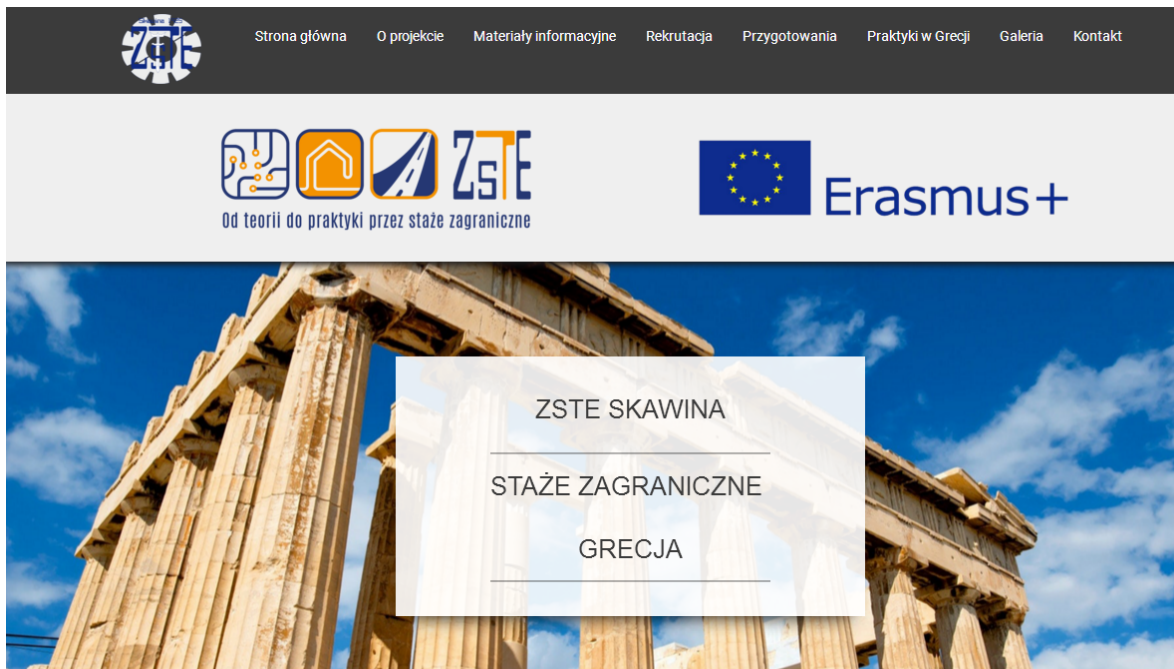 ZSTE
Strona główna O projekcie Materiały informacyjne Rekrutacja Przygotowania Praktyki w Grecji Galeria Kontakt
ZSTE
Od teorii do praktyki przez staże zagraniczne
Erasmus+
ZSTE SKAWINA
STAŻE ZAGRANICZNE
GRECJA